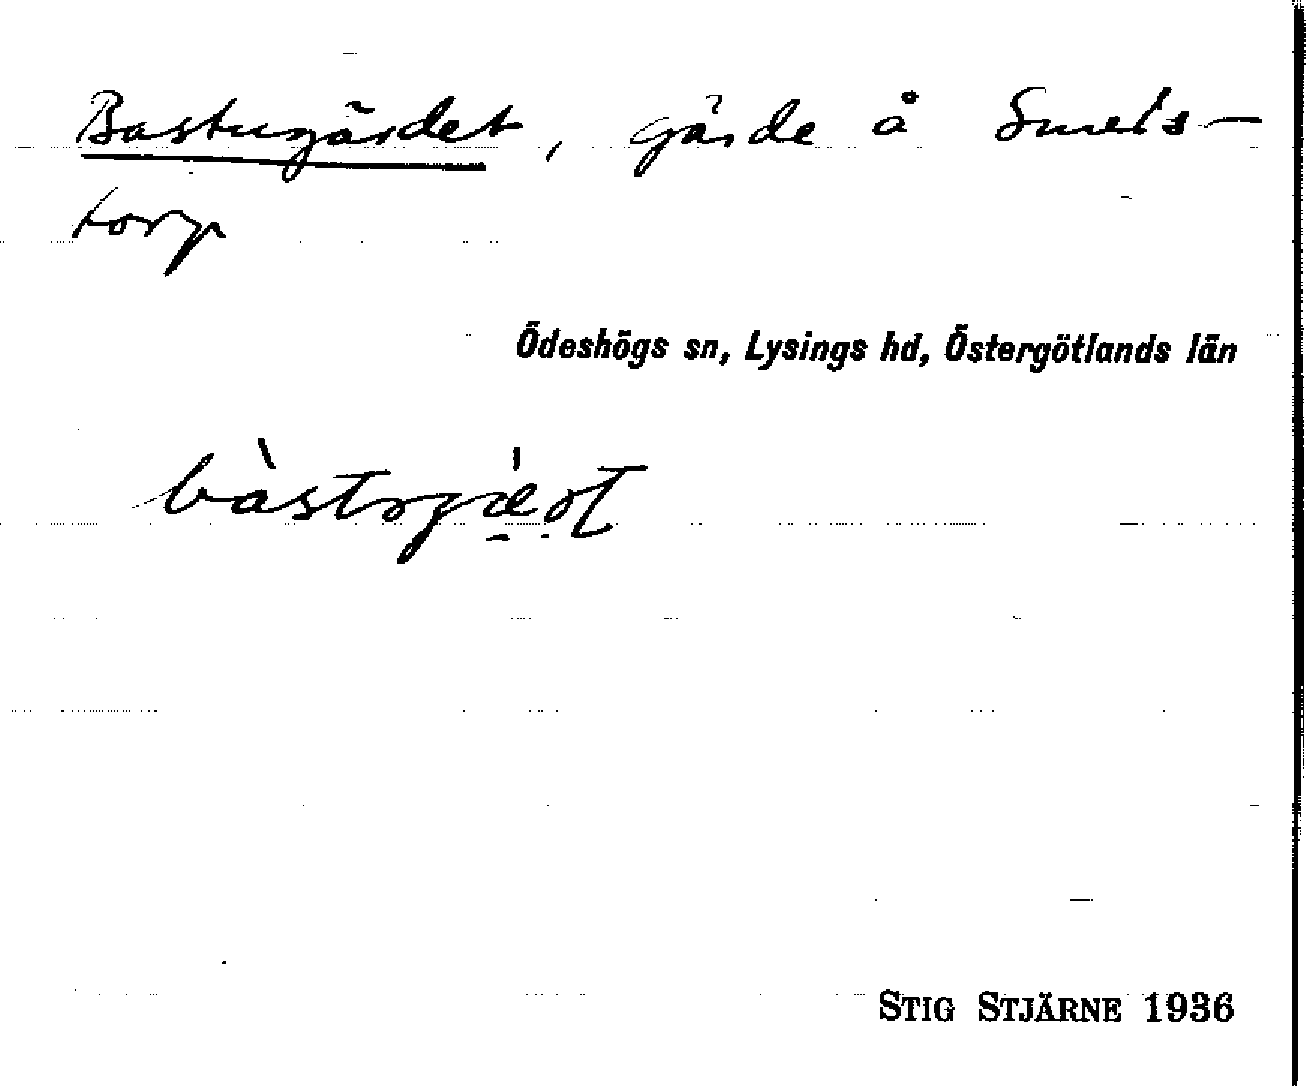 Bastugärdet, gärde å Smeds-
torp
Ödeshögs sn, Lysings hd, Östergötlands län
STIG STJÄRNE 1936